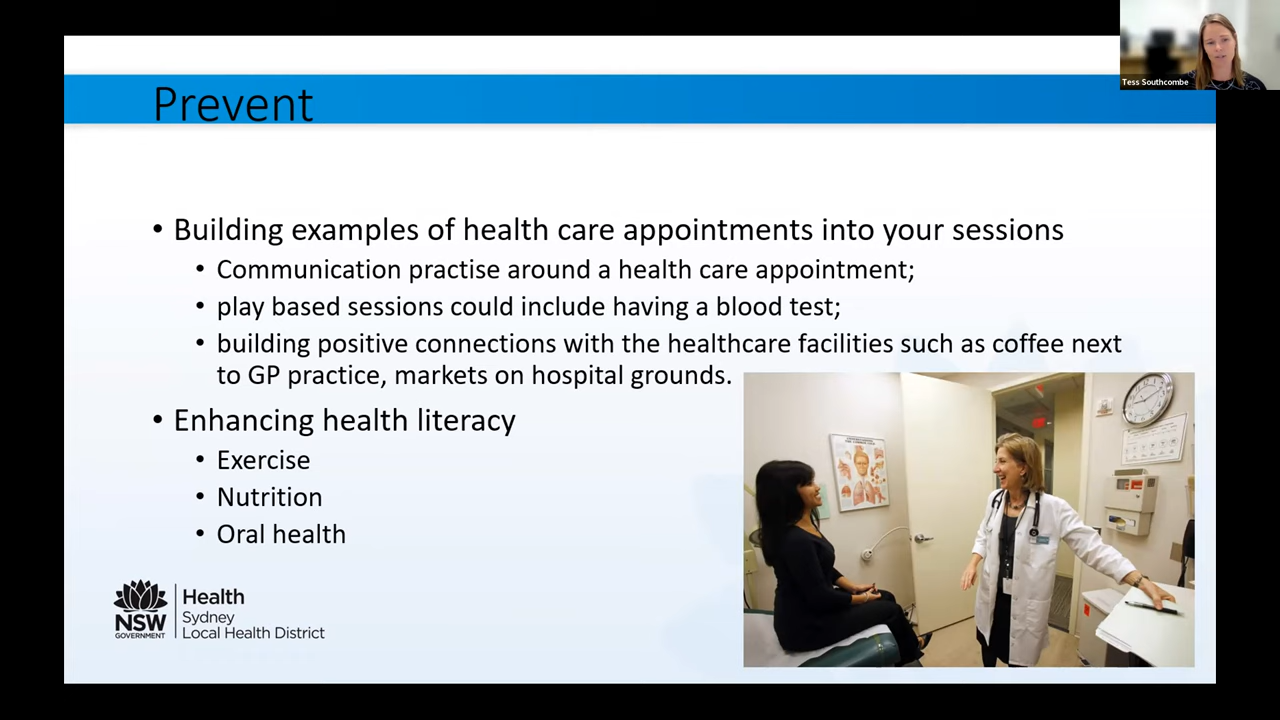 Tess Southcombe
Prevent
• Building examples of health care appointments into your sessions
• Communication practise around a health care appointment;
• play based sessions could include having a blood test;
• building positive connections with the healthcare facilities such as coffee next
to GP practice, markets on hospital grounds.
• Enhancing health literacy
• Exercise
• Nutrition
• Oral health
NSW
GOVERNMENT
Health
Sydney
Local Health District